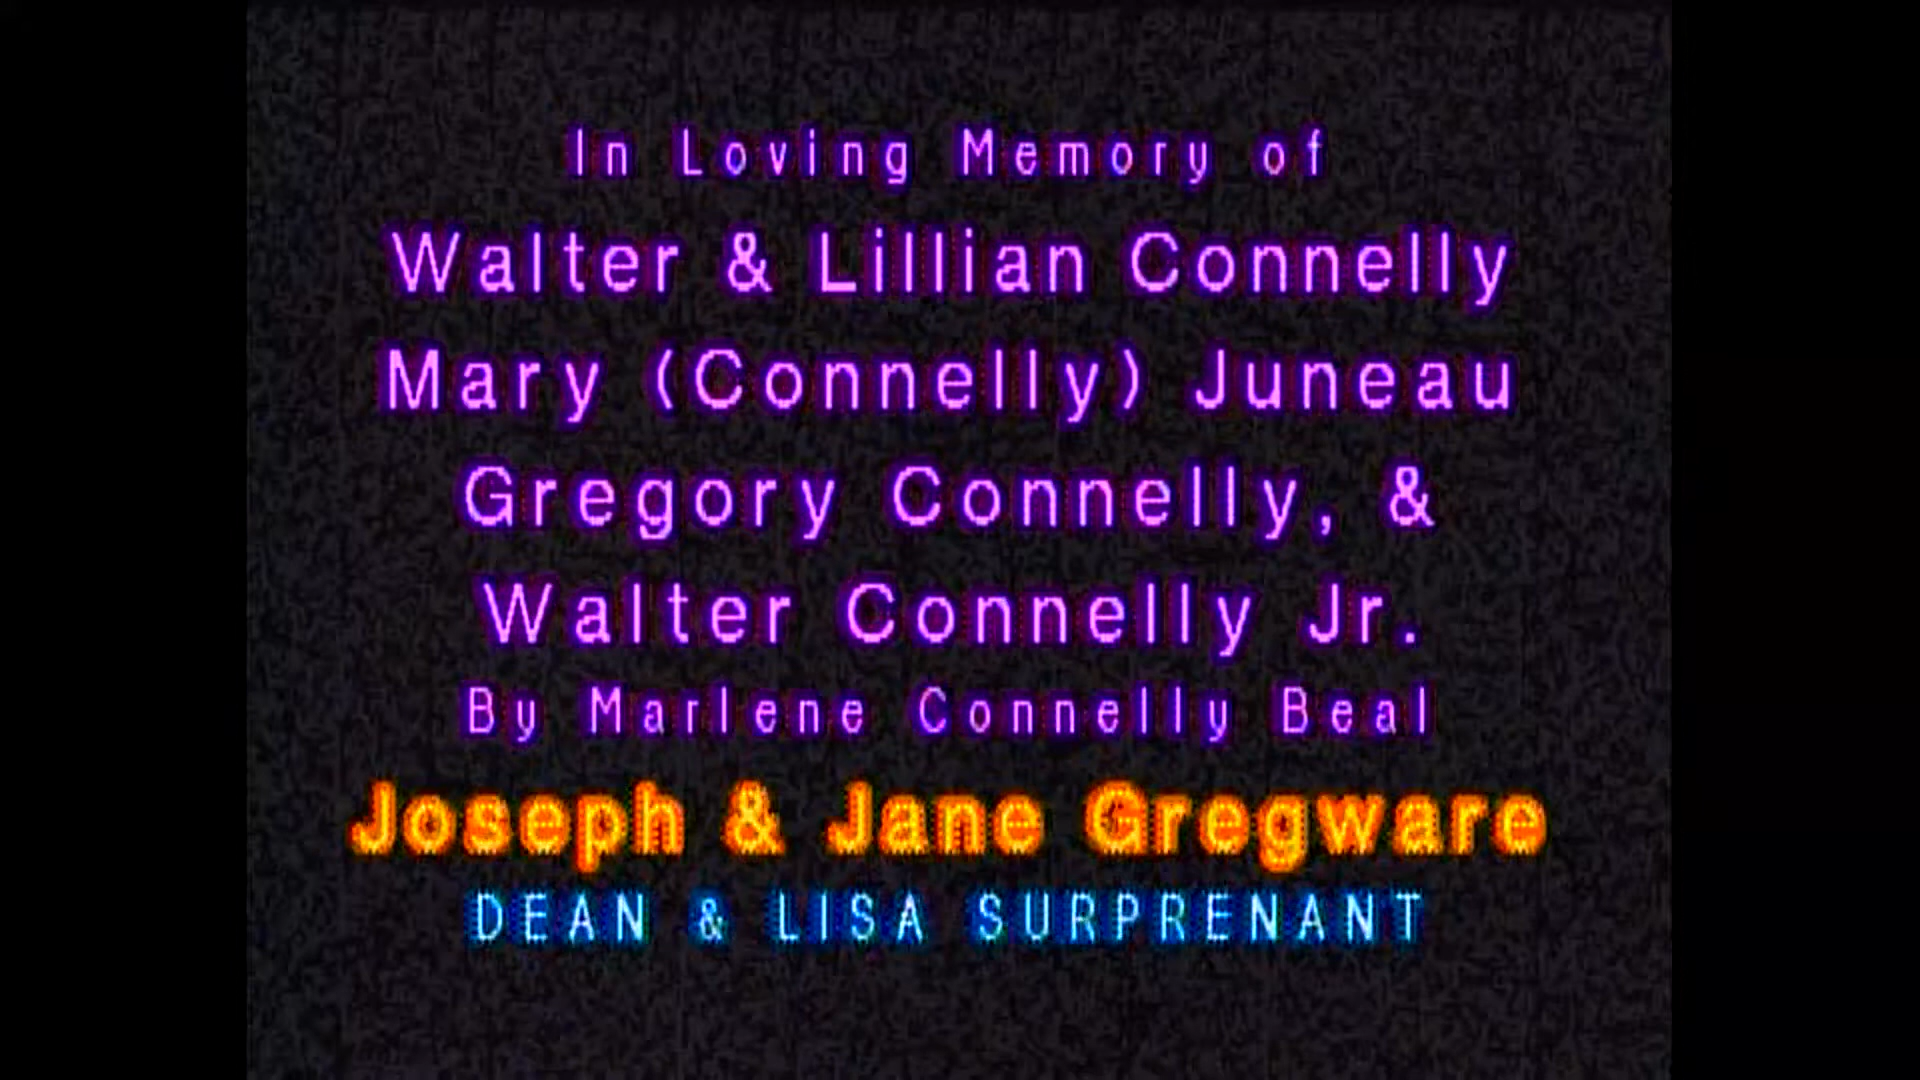 In Loving Memory of
Walter & Lillian Connelly
Mary (Connelly) Juneau
Gregory Connelly, &
Walter Connelly Jr.
By Marlene Connelly Beal
Joseph & Jane Gregware
DEAN & LISA SURPRENANT